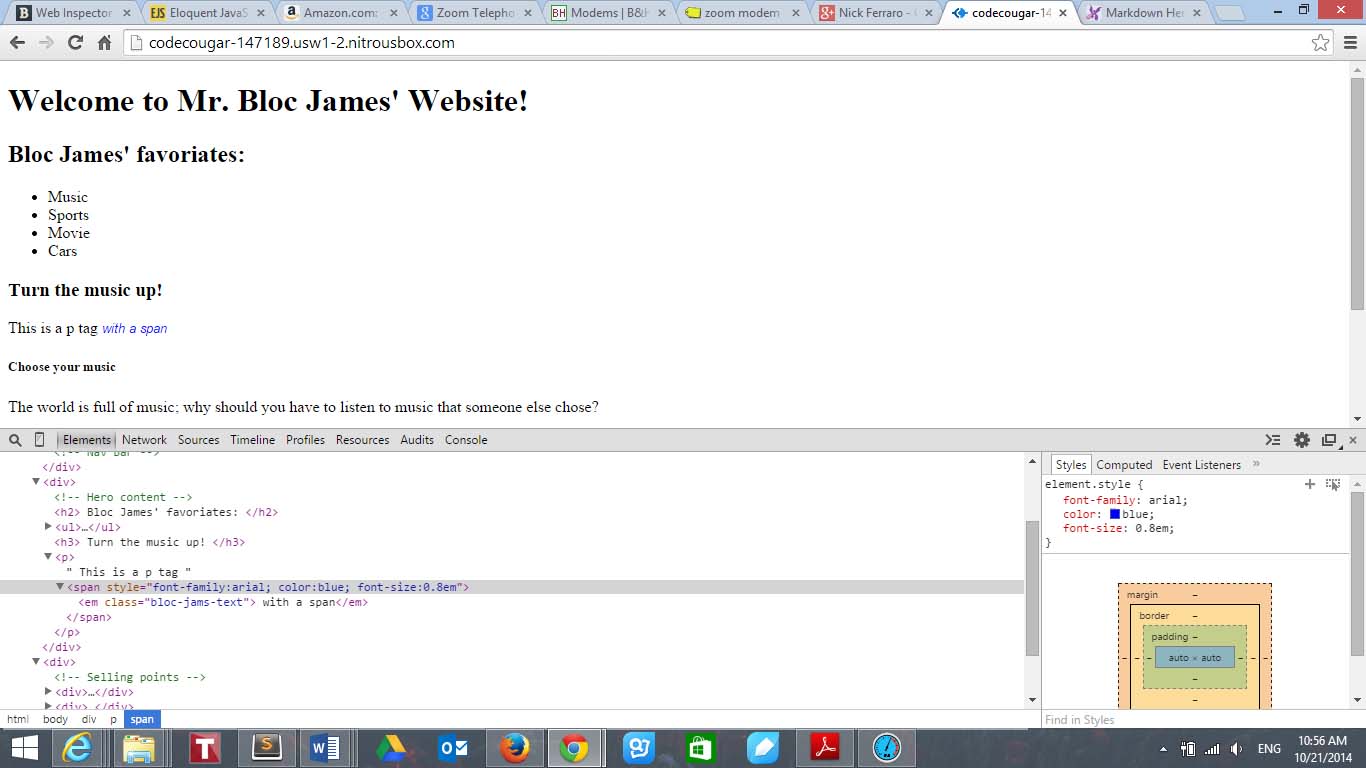 Web Inspector
Eloquent JavaS
Amazon.com:
Zoom Telepho
Modems | B&H
zoom modem
Nick Ferraro -
codecougar-14
Markdown Her
codecougar-147189.usw1-2.nitrousbox.com
Welcome to Mr. Bloc James' Website!
Bloc James' favoriates:
Music
Sports
Movie
Cars
Turn the music up!
This is a p tag with a span
Choose your music
The world is full of music; why should you have to listen to music that someone else chose?
Elements Network Sources Timeline Profiles Resources Audits Console
<!-- Nav bar -->
</div>
<div>
<!-- Hero content -->
<h2> Bloc James' favoriates: </h2>
<ul>…</ul>
<h3> Turn the music up! </h3>
<p>
" This is a p tag "
<span style="font-family:arial; color:blue; font-size:0.8em">
<em class="bloc-jams-text"> with a span</em>
</span>
</p>
</div>
<div>
<!-- Selling points -->
<div>…</div>
<div>…</div>
html body div p span
Styles Computed Event Listeners »
element.style {
font-family: arial;
color: blue;
font-size: 0.8em;
}
margin –
border –
padding –
– – – auto × auto – – –
–
–
Find in Styles
ENG
10:56 AM
10/21/2014